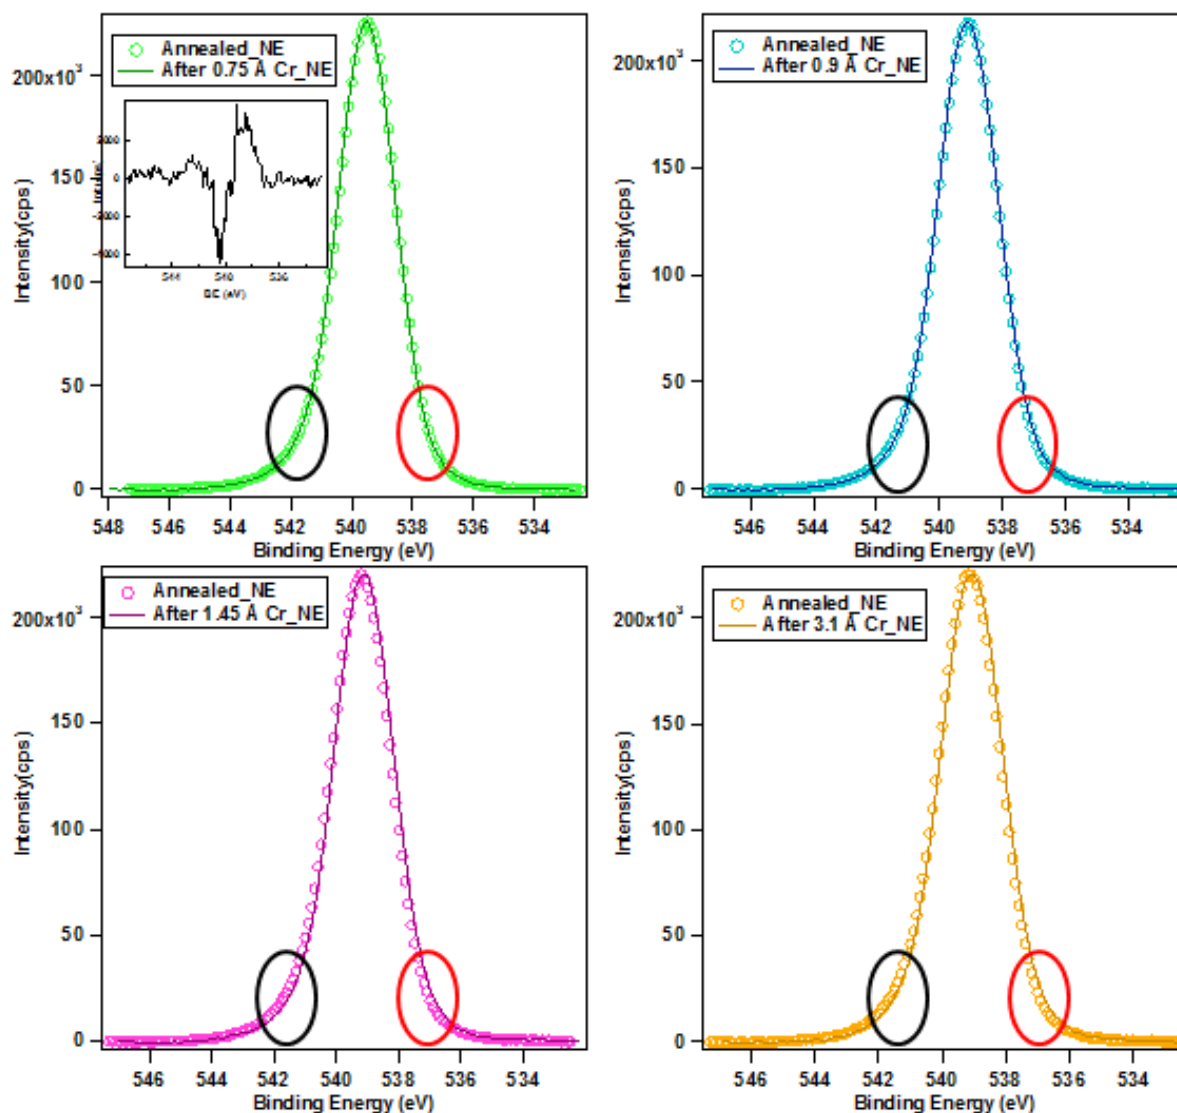 Annealed_NE
After 0.75 Å Cr_NE
200x10³
150
100
50
0
Intensity(cps)
0
544
540
536
BE (eV)
548
546
544
542
540
538
536
534
Binding Energy (eV)
Annealed_NE
After 0.9 Å Cr_NE
200x10³
150
100
50
0
Intensity(cps)
546
544
542
540
538
536
534
Binding Energy (eV)
Annealed_NE
After 1.45 Å Cr_NE
200x10³
150
100
50
0
Intensity(cps)
546
544
542
540
538
536
534
Binding Energy (eV)
Annealed_NE
After 3.1 Å Cr_NE
200x10³
150
100
50
0
Intensity(cps)
546
544
542
540
538
536
534
Binding Energy (eV)